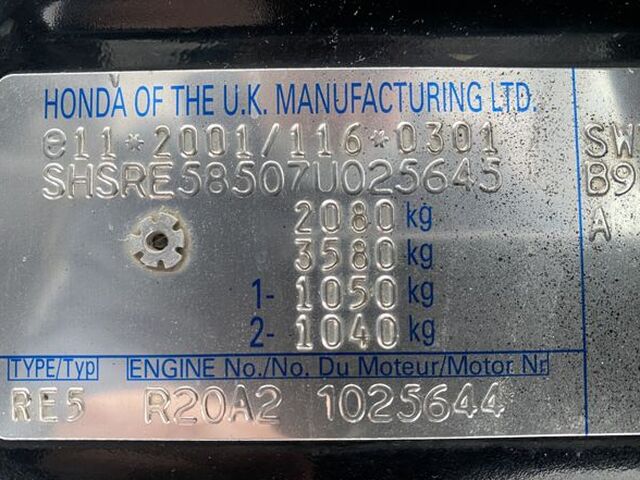 HONDA OF THE U.K. MANUFACTURING LTD.
e11*2001/116*0301
SHSRE58507U025645
2080 kg
3580 kg
1- 1050 kg
2- 1040 kg
TYPE/Typ ENGINE No./No. Du Moteur/Motor Nr
RE5 R20A2 1025644
SW
B9
A